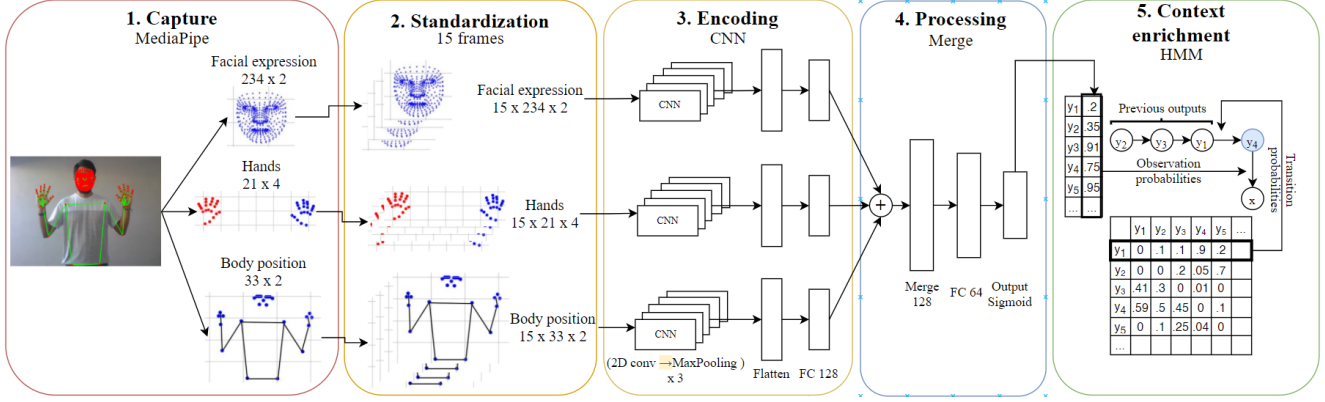 1. Capture
MediaPipe
Facial expression
234 x 2
Hands
21 x 4
Body position
33 x 2
2. Standardization
15 frames
Facial expression
15 x 234 x 2
Hands
15 x 21 x 4
Body position
15 x 33 x 2
3. Encoding
CNN
CNN
CNN
CNN
(2D conv →MaxPooling )
x 3
Flatten
FC 128
4. Processing
Merge
+
Merge
128
FC 64
Output
Sigmoid
5. Context
enrichment
HMM
y1 .2
y2 .35
y3 .91
y4 .75
y5 .95
... ...
Previous outputs
y2 y3 y1 y4
Observation
probabilities
x
Transition
probabilities
y1 y2 y3 y4 y5 ...
y1 0 .1 .1 .9 .2
y2 0 0 .2 .05 .7
y3 .41 .3 0 .01 0
y4 .59 .5 .45 0 .1
y5 0 .1 .25 .04 0
...